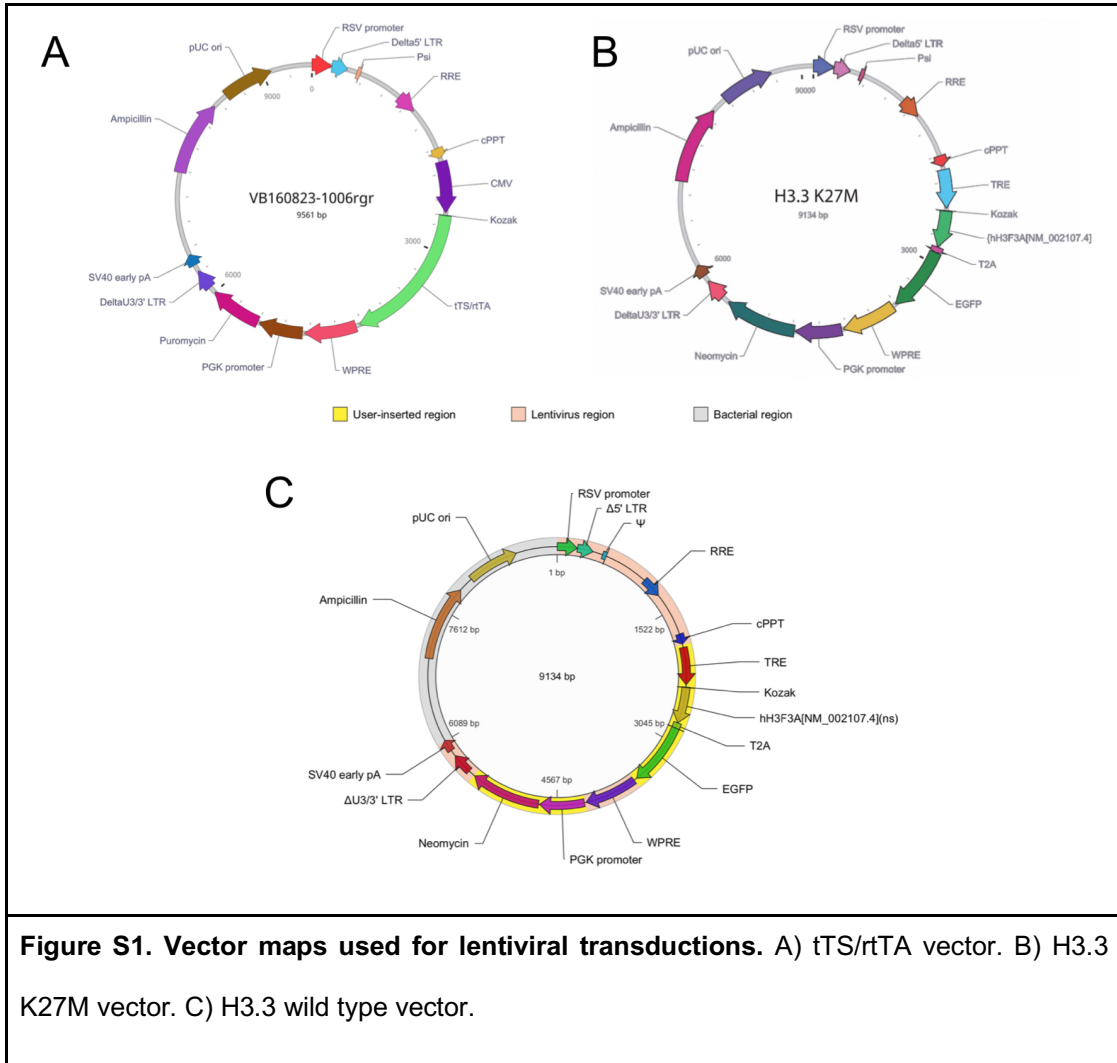 A
RSV promoter
Delta5' LTR
Psi
pUC ori
RRE
9000
0
Ampicillin
cPPT
CMV
VB160823-1006rgr
9561 bp
Kozak
3000
SV40 early pA
6000
DeltaU3/3' LTR
tTS/rtTA
Puromycin
PGK promoter
WPRE
B
RSV promoter
Delta5' LTR
Psi
pUC ori
RRE
90000
Ampicillin
cPPT
TRE
H3.3 K27M
9134 bp
Kozak
{hH3F3A[NM_002107.4]
3000
T2A
6000
SV40 early pA
EGFP
DeltaU3/3' LTR
Neomycin
WPRE
PGK promoter
User-inserted region
Lentivirus region
Bacterial region
C
RSV promoter
Δ5' LTR
Ψ
pUC ori
RRE
1 bp
Ampicillin
7612 bp
1522 bp
cPPT
TRE
9134 bp
Kozak
hH3F3A[NM_002107.4](ns)
6089 bp
3045 bp
T2A
SV40 early pA
4567 bp
EGFP
ΔU3/3' LTR
Neomycin
WPRE
PGK promoter
Figure S1. Vector maps used for lentiviral transductions. A) tTS/rtTA vector. B) H3.3
K27M vector. C) H3.3 wild type vector.